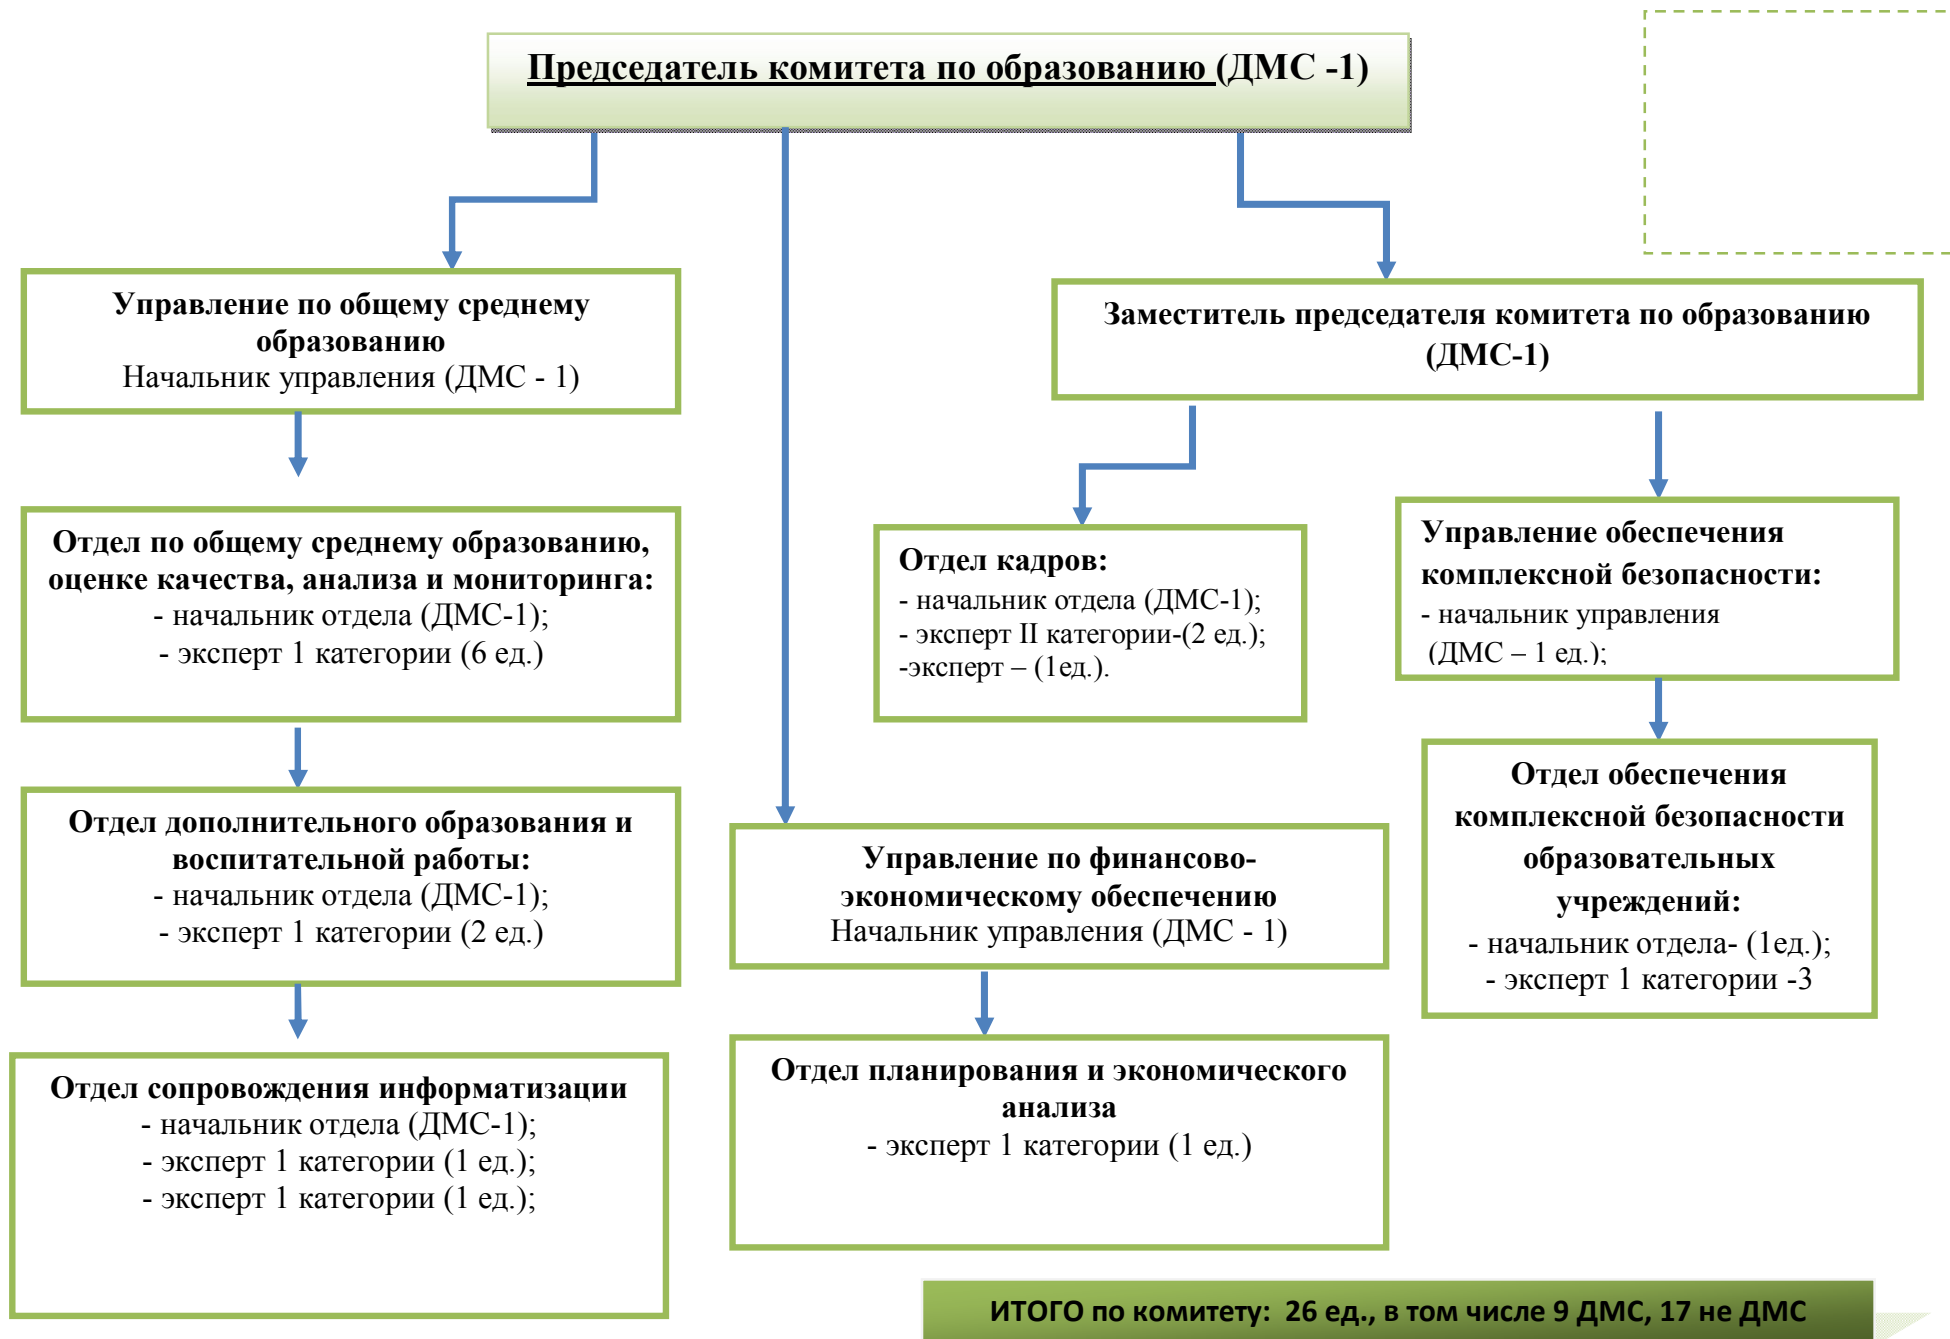 Председатель комитета по образованию (ДМС -1)
Управление по общему среднему
образованию
Начальник управления (ДМС - 1)
Заместитель председателя комитета по образованию
(ДМС-1)
Отдел по общему среднему образованию,
оценке качества, анализа и мониторинга:
- начальник отдела (ДМС-1);
- эксперт 1 категории (6 ед.)
Отдел кадров:
- начальник отдела (ДМС-1);
- эксперт II категории-(2 ед.);
-эксперт – (1ед.).
Управление обеспечения
комплексной безопасности:
- начальник управления
(ДМС – 1 ед.);
Отдел дополнительного образования и
воспитательной работы:
- начальник отдела (ДМС-1);
- эксперт 1 категории (2 ед.)
Управление по финансово-
экономическому обеспечению
Начальник управления (ДМС - 1)
Отдел обеспечения
комплексной безопасности
образовательных
учреждений:
- начальник отдела- (1ед.);
- эксперт 1 категории -3
Отдел сопровождения информатизации
- начальник отдела (ДМС-1);
- эксперт 1 категории (1 ед.);
- эксперт 1 категории (1 ед.);
Отдел планирования и экономического
анализа
- эксперт 1 категории (1 ед.)
ИТОГО по комитету: 26 ед., в том числе 9 ДМС, 17 не ДМС